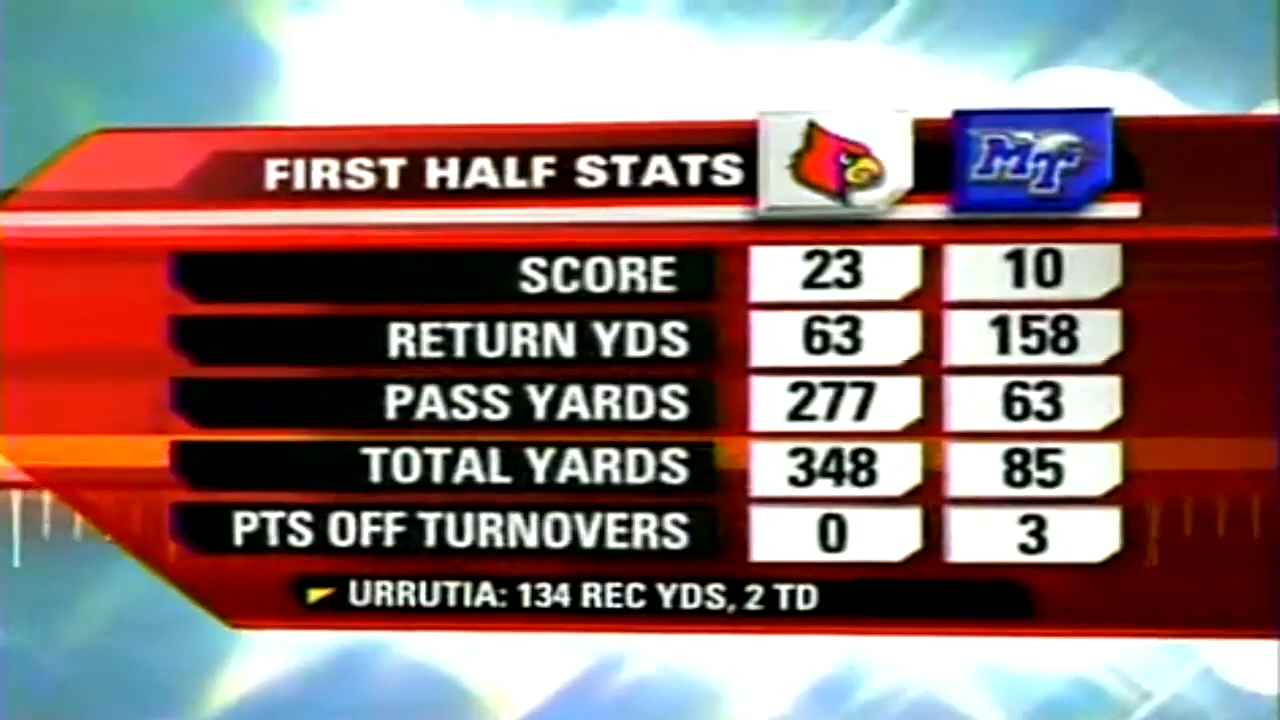 FIRST HALF STATS MT
SCORE 23 10
RETURN YDS 63 158
PASS YARDS 277 63
TOTAL YARDS 348 85
PTS OFF TURNOVERS 0 3
URRUTIA: 134 REC YDS, 2 TD